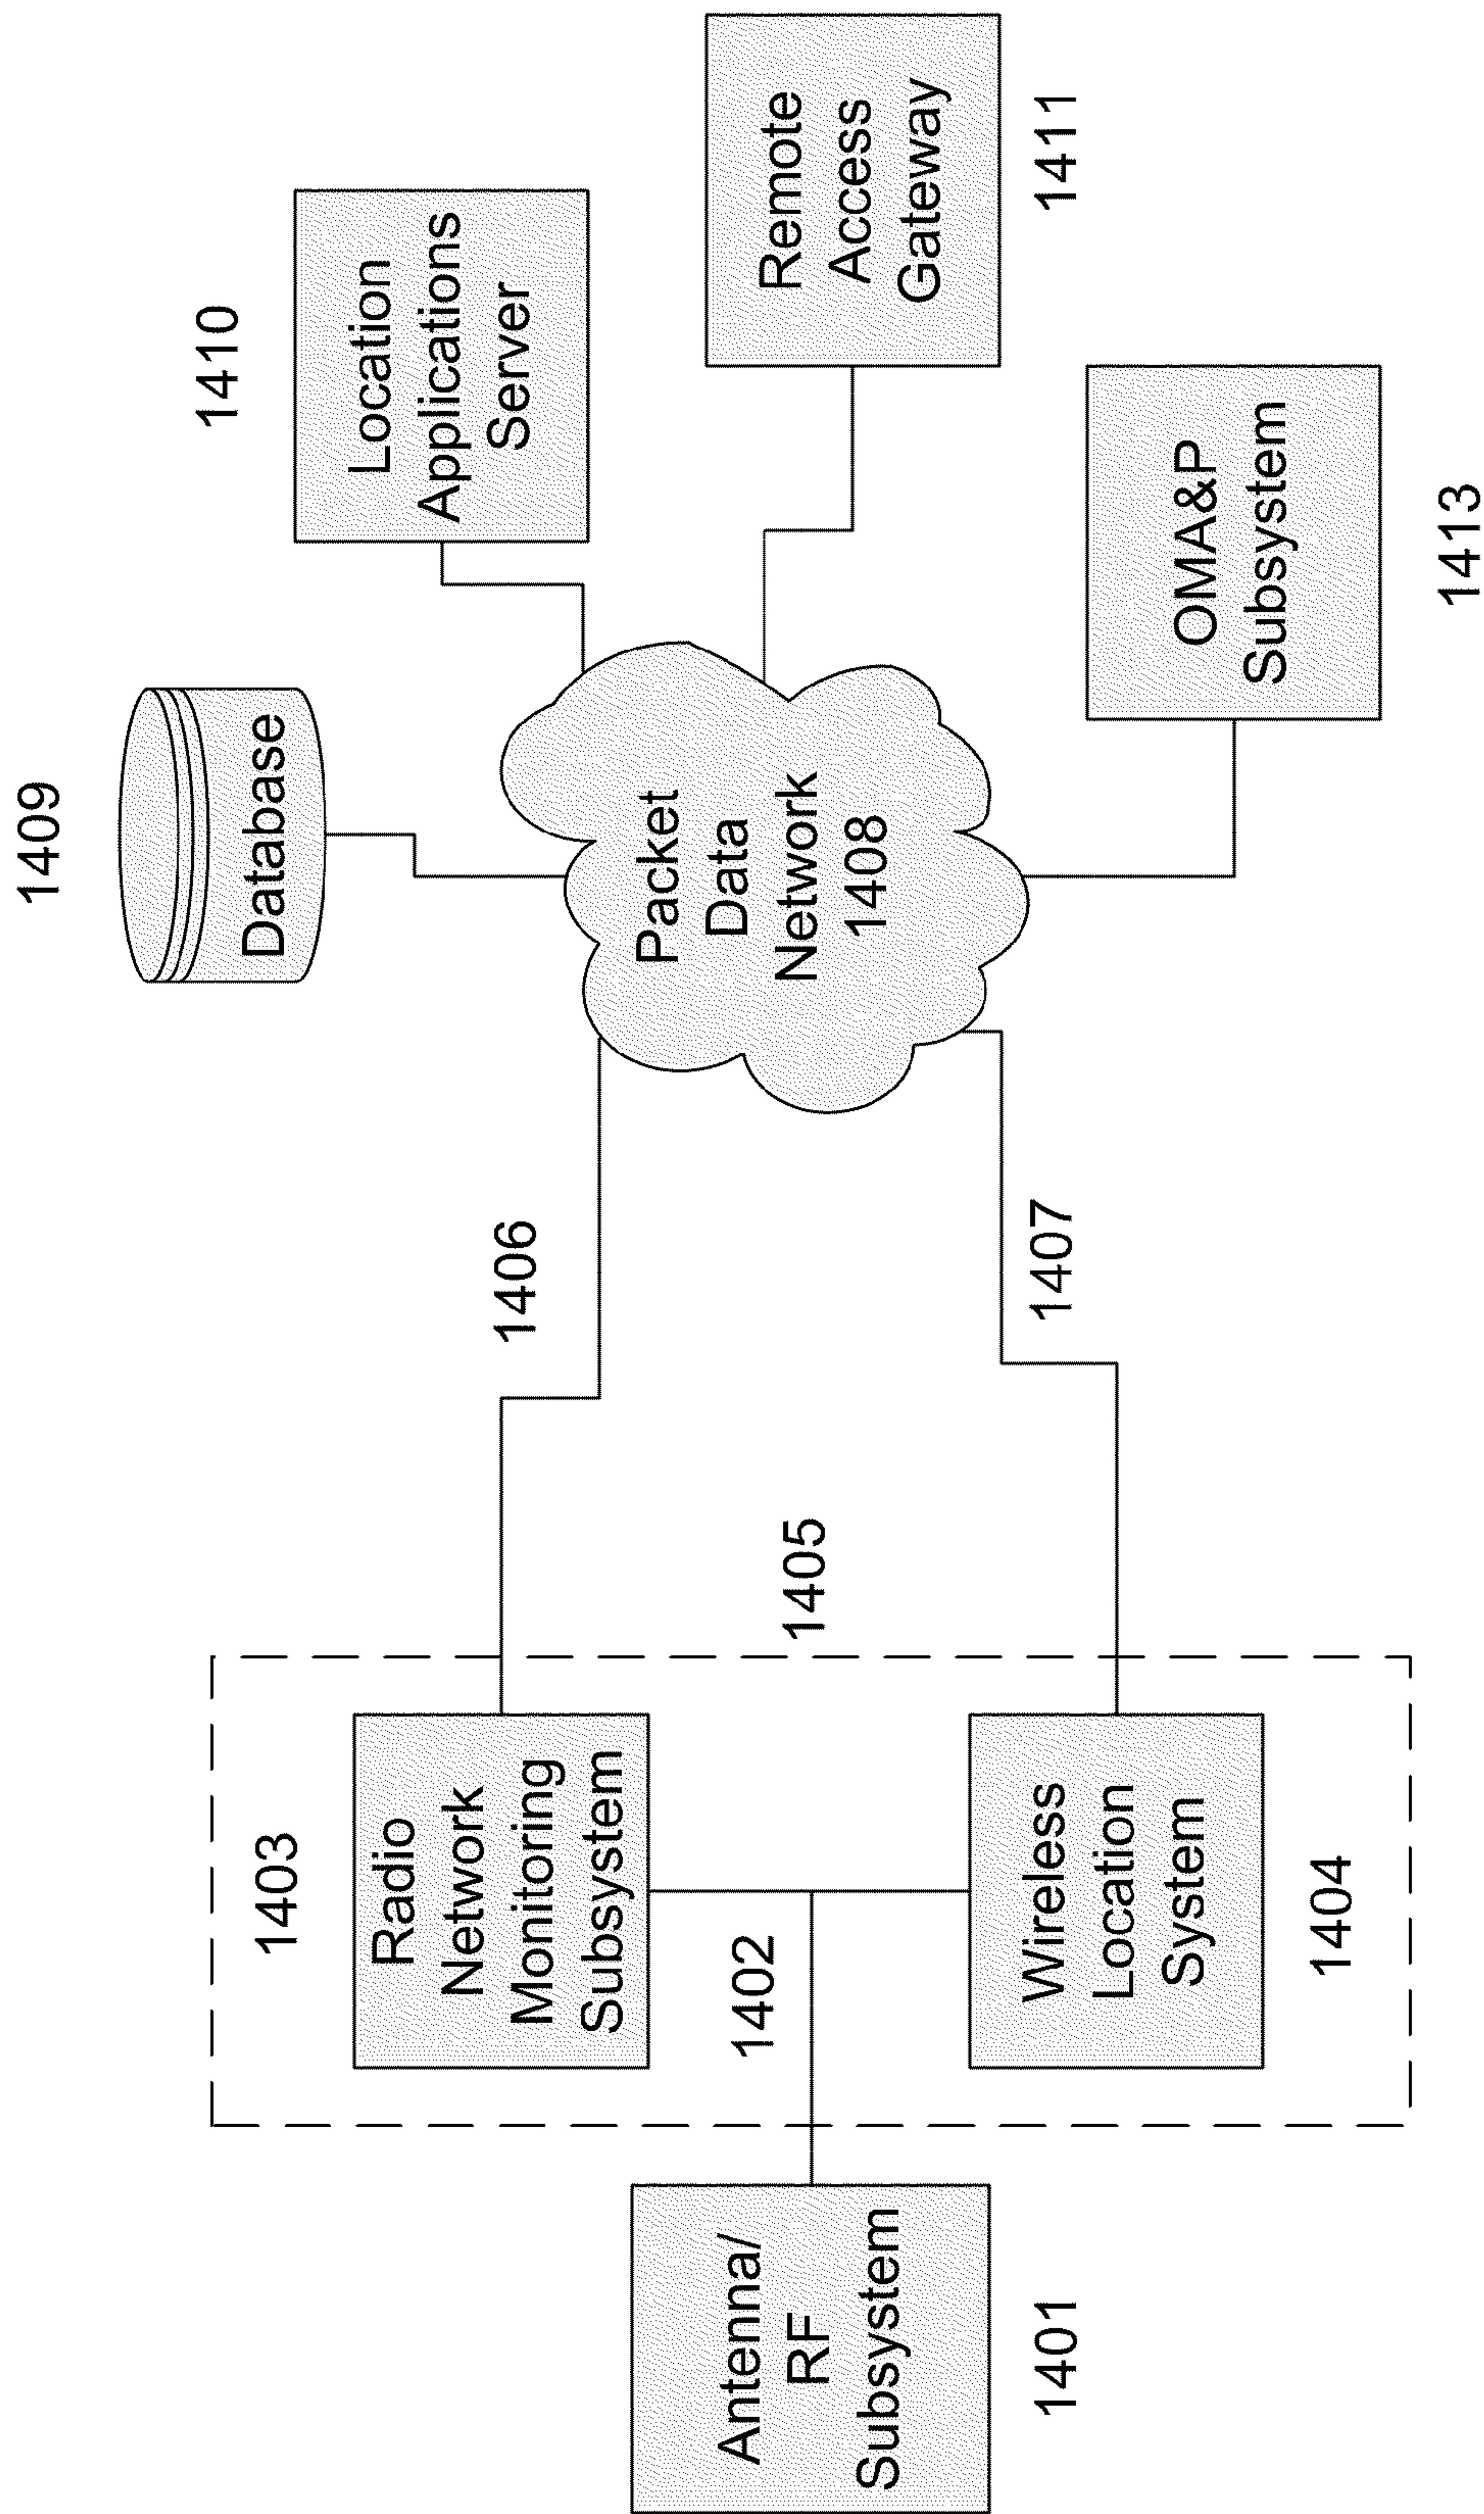 1409
Database
1410
Location
Applications
Server
1403
Radio
Network
Monitoring
Subsystem
1406
Packet
Data
Network
1408
Remote
Access
Gateway
1411
Antenna/
RF
Subsystem
1401
1402
1405
Wireless
Location
System
1404
1407
OMA&P
Subsystem
1413